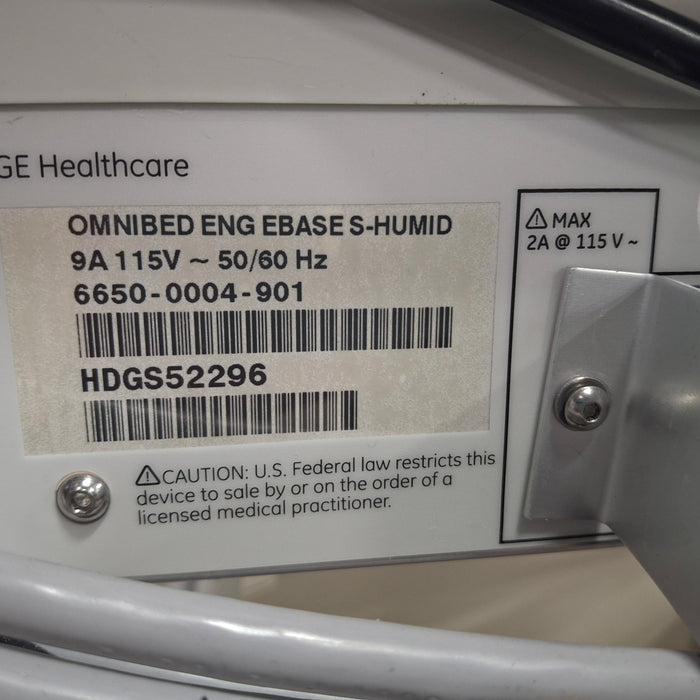 GE Healthcare
OMNIBED ENG EBASE S-HUMID
9A 115V ~ 50/60 Hz
6650-0004-901
HDGS52296
⚠ MAX
2A @ 115 V ~
⚠CAUTION: U.S. Federal law restricts this
device to sale by or on the order of a
licensed medical practitioner.